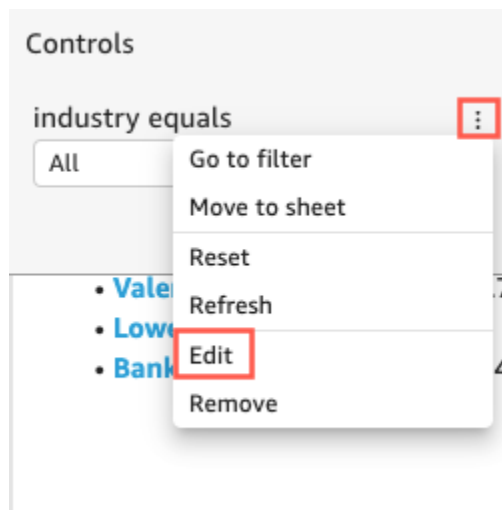 Controls
industry equals
All
Go to filter
Move to sheet
Reset
Refresh
Edit
Remove